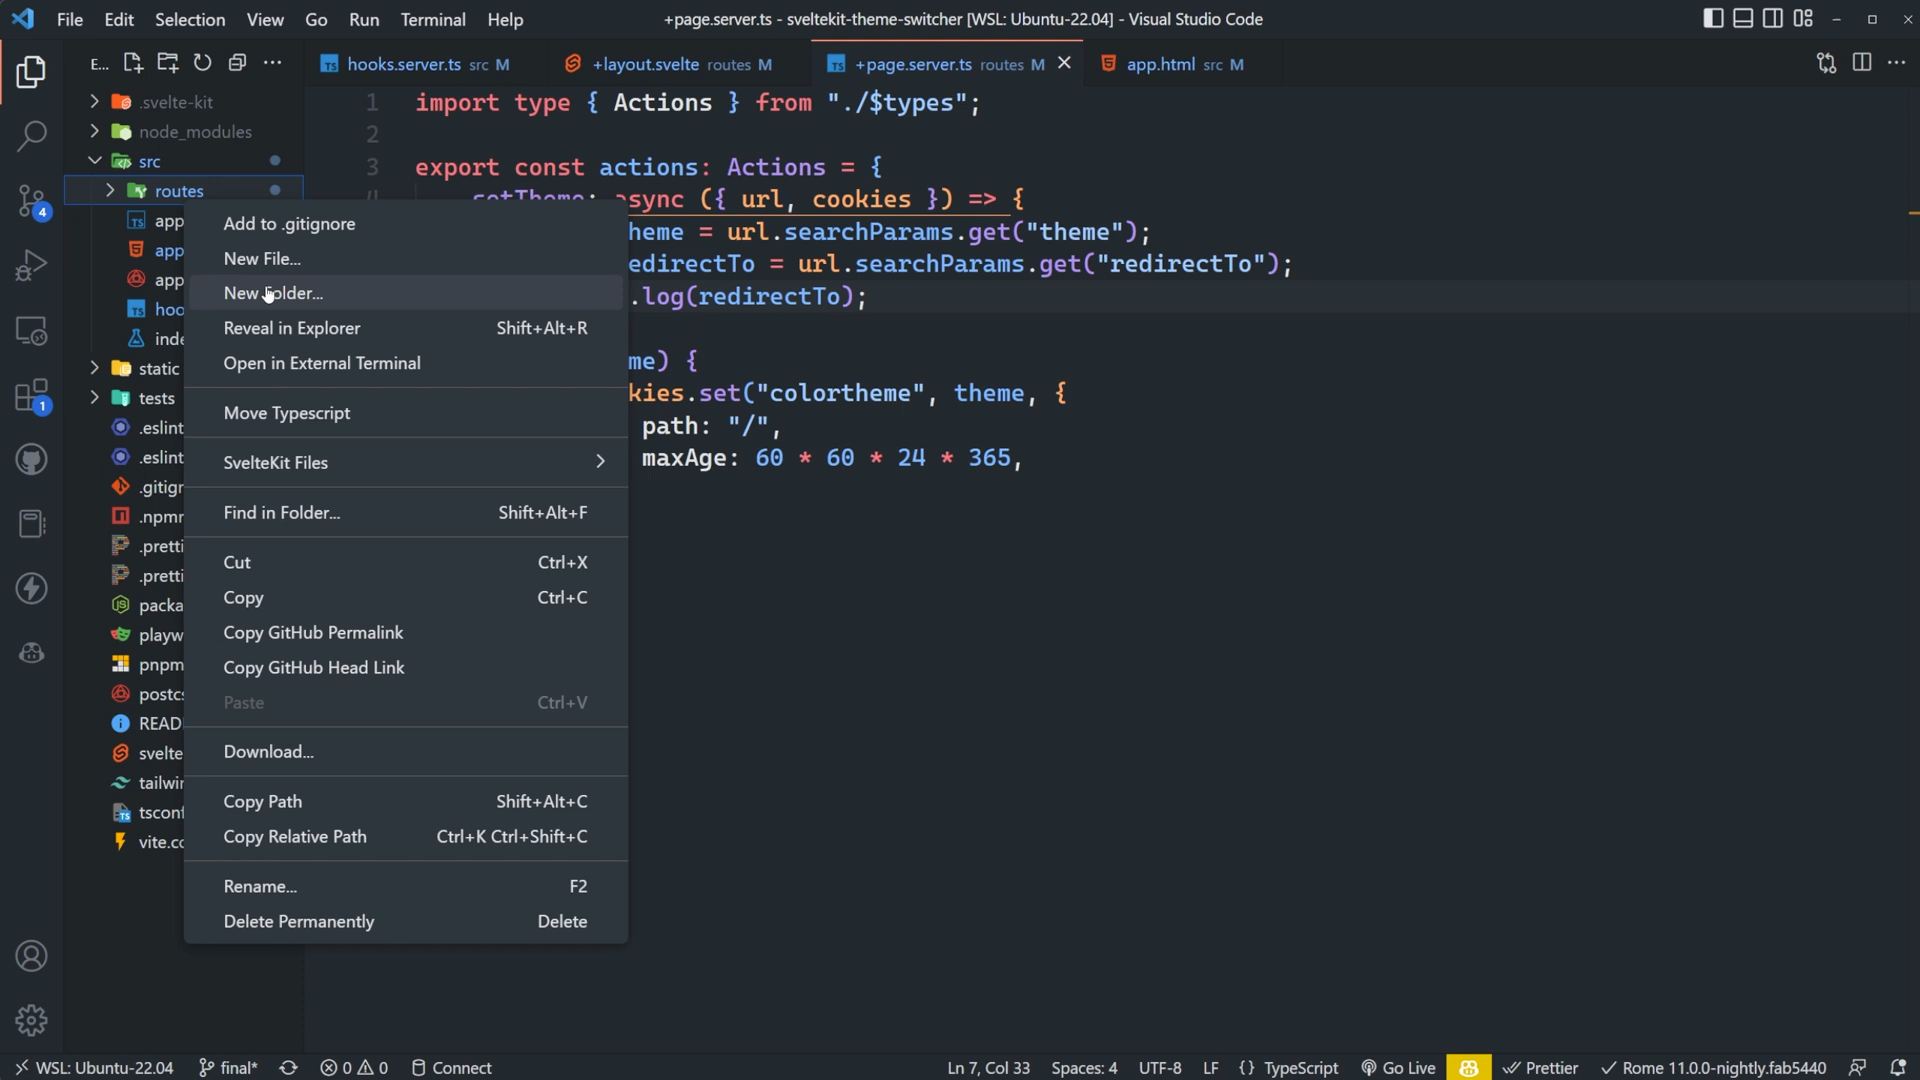 File Edit Selection View Go Run Terminal Help
+page.server.ts - sveltekit-theme-switcher [WSL: Ubuntu-22.04] - Visual Studio Code
E...
hooks.server.ts src M
+layout.svelte routes M
+page.server.ts routes M
app.html src M
.svelte-kit
node_modules
src
routes
app
app
app
hoo
inde
static
tests
.eslint
.eslint
.gitigr
.npmr
.pretti
.pretti
packa
playw
pnpm
postcs
READ
svelte
tailwi
tsconf
vite.co
4
1
Add to .gitignore
New File...
New Folder...
Reveal in Explorer Shift+Alt+R
Open in External Terminal
Move Typescript
SvelteKit Files
Find in Folder... Shift+Alt+F
Cut Ctrl+X
Copy Ctrl+C
Copy GitHub Permalink
Copy GitHub Head Link
Paste Ctrl+V
Download...
Copy Path Shift+Alt+C
Copy Relative Path Ctrl+K Ctrl+Shift+C
Rename... F2
Delete Permanently Delete
1 import type { Actions } from "./$types";
2
3 export const actions: Actions = {
setTheme: async ({ url, cookies }) => {
heme = url.searchParams.get("theme");
edirectTo = url.searchParams.get("redirectTo");
.log(redirectTo);
me) {
kies.set("colortheme", theme, {
path: "/",
maxAge: 60 * 60 * 24 * 365,
WSL: Ubuntu-22.04 final* 0 0 Connect
Ln 7, Col 33 Spaces: 4 UTF-8 LF {} TypeScript Go Live Prettier Rome 11.0.0-nightly.fab5440